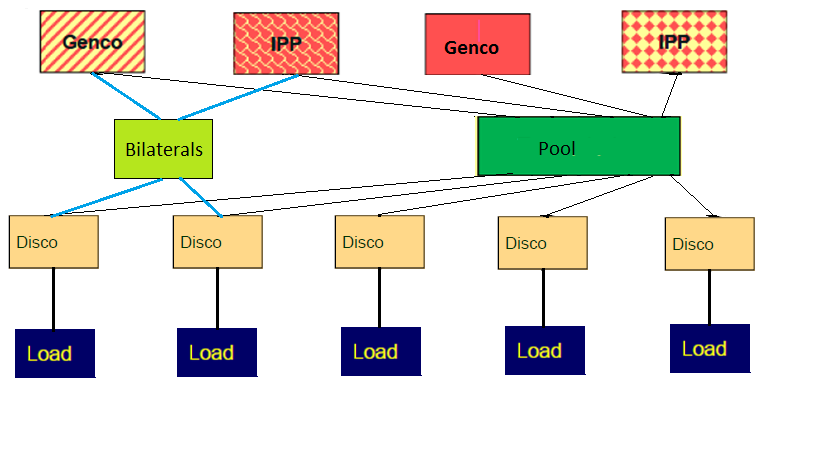 Genco
IPP
Genco
IPP
Bilaterals
Pool
Disco
Disco
Disco
Disco
Disco
Load
Load
Load
Load
Load